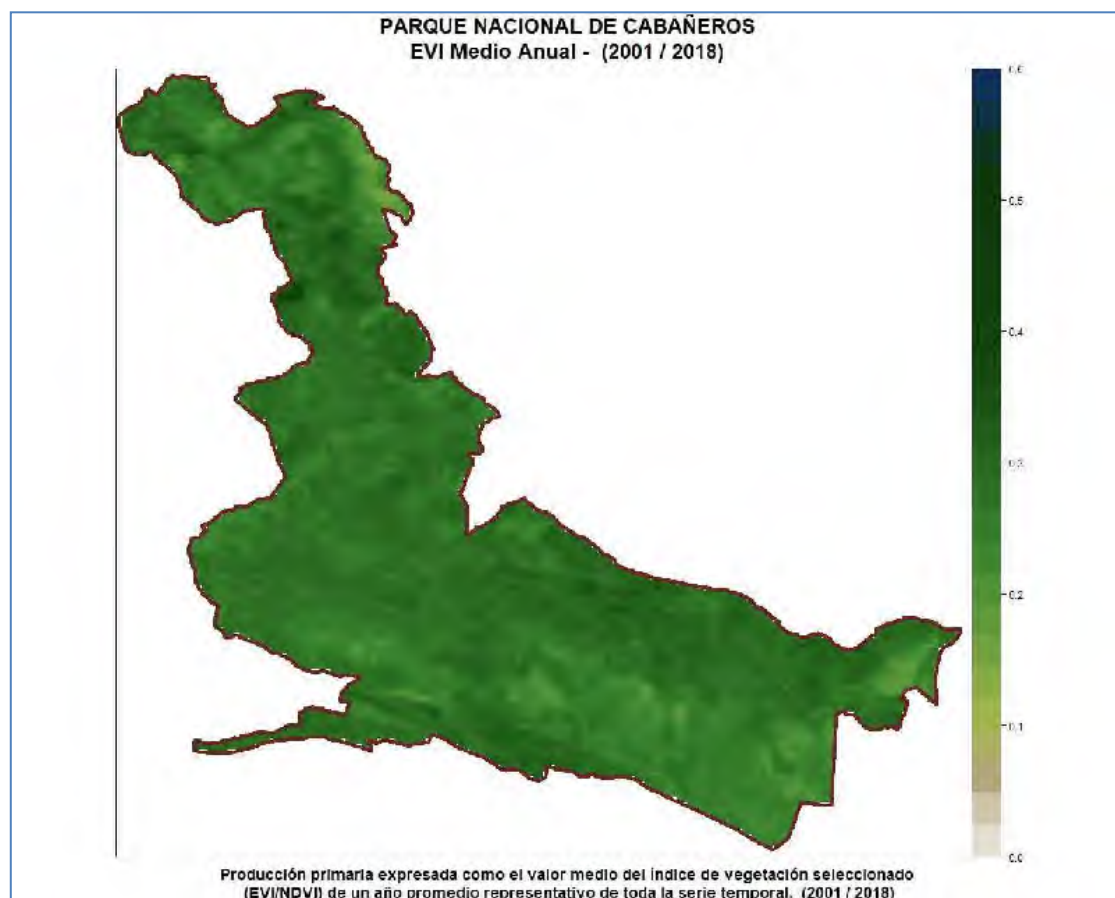 PARQUE NACIONAL DE CABAÑEROS
EVI Medio Anual - (2001 / 2018)
0.6
0.5
0.4
0.3
0.2
0.1
0.0
Producción primaria expresada como el valor medio del índice de vegetación seleccionado
(EVI/NDVI) de un año promedio representativo de toda la serie temporal. (2001 / 2018)